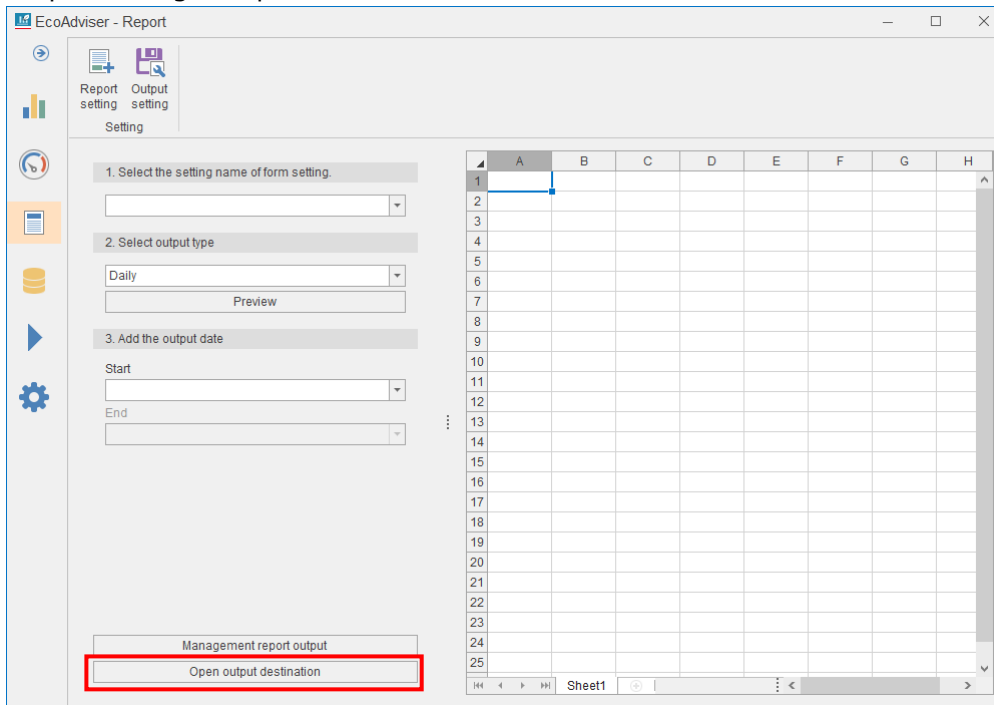 EcoAdviser - Report
Report setting
Output setting
Setting
1. Select the setting name of form setting.
2. Select output type
Daily
Preview
3. Add the output date
Start
End
Management report output
Open output destination
A B C D E F G H
1
2
3
4
5
6
7
8
9
10
11
12
13
14
15
16
17
18
19
20
21
22
23
24
25
Sheet1